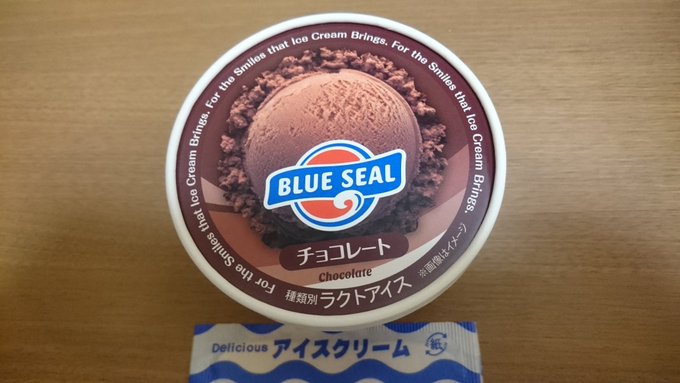 For the Smiles that Ice Cream Brings. For the Smiles that Ice Cream Brings. For the Smiles that Ice Cream Brings.
BLUE SEAL
チョコレート
Chocolate
種類別 ラクトアイス
※画像はイメージ
Delicious アイスクリーム
紙